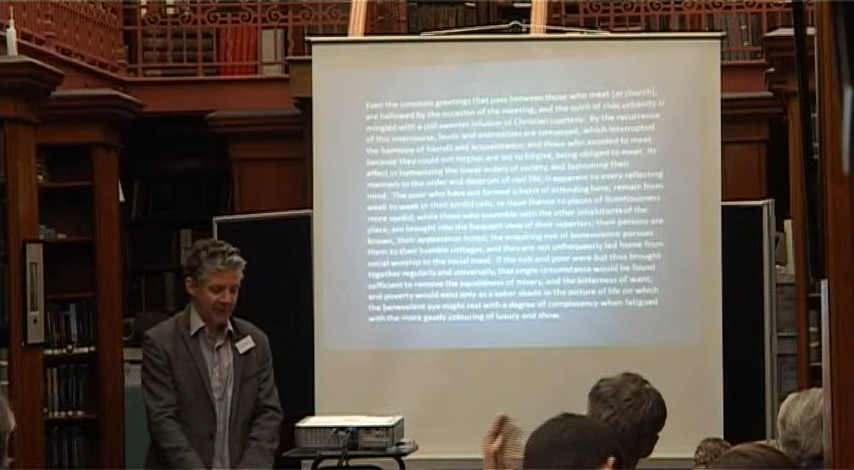 Even the common greetings that pass between those who meet [at church],
are hallowed by the occasion of the meeting, and the spirit of civic urbanity is
mingled with a still sweeter infusion of Christian courtesy. By the recurrence
of this intercourse, feuds and animosities are composed, which interrupted
the harmony of friends and acquaintance; and those who avoided to meet
because they could not forgive, are led to forgive, being obliged to meet. Its
effect in humanizing the lower orders of society, and fashioning their
manners to the order and decorum of civil life, is apparent to every reflecting
mind. The poor who have not formed a habit of attending here, remain from
week to week in their sordid cells, or issue thence to places of licentiousness
more sordid; while those who assemble with the other inhabitants of the
place, are brought into the frequent view of their superiors; their persons are
known, their appearance noted; the enquiring eye of benevolence pursues
them to their humble cottages, and they are not unfrequently led home from
social worship to the social meal. If the rich and poor were but thus brought
together regularly and universally, that single circumstance would be found
sufficient to remove the squalidness of misery, and the bitterness of want;
and poverty would exist only as a sober shade in the picture of life on which
the benevolent eye might rest with a degree of complacency when fatigued
with the more gaudy colouring of luxury and show.